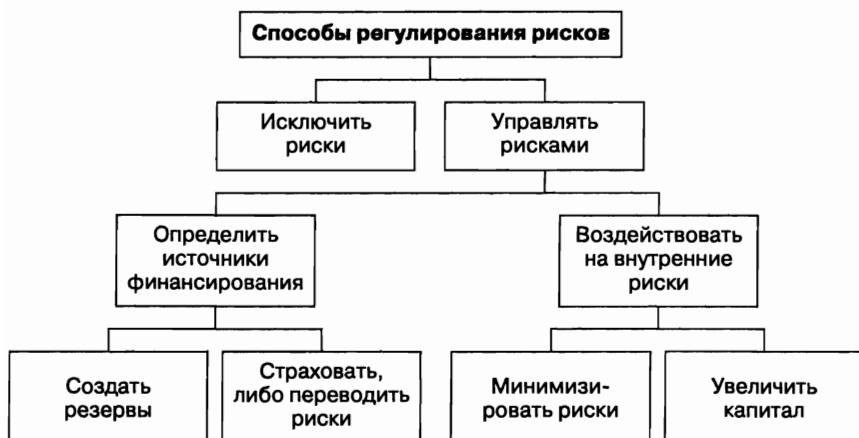 Способы регулирования рисков
Исключить
риски
Управлять
рисками
Определить
источники
финансирования
Воздействовать
на внутренние
риски
Создать
резервы
Страховать,
либо переводить
риски
Минимизи-
ровать риски
Увеличить
капитал